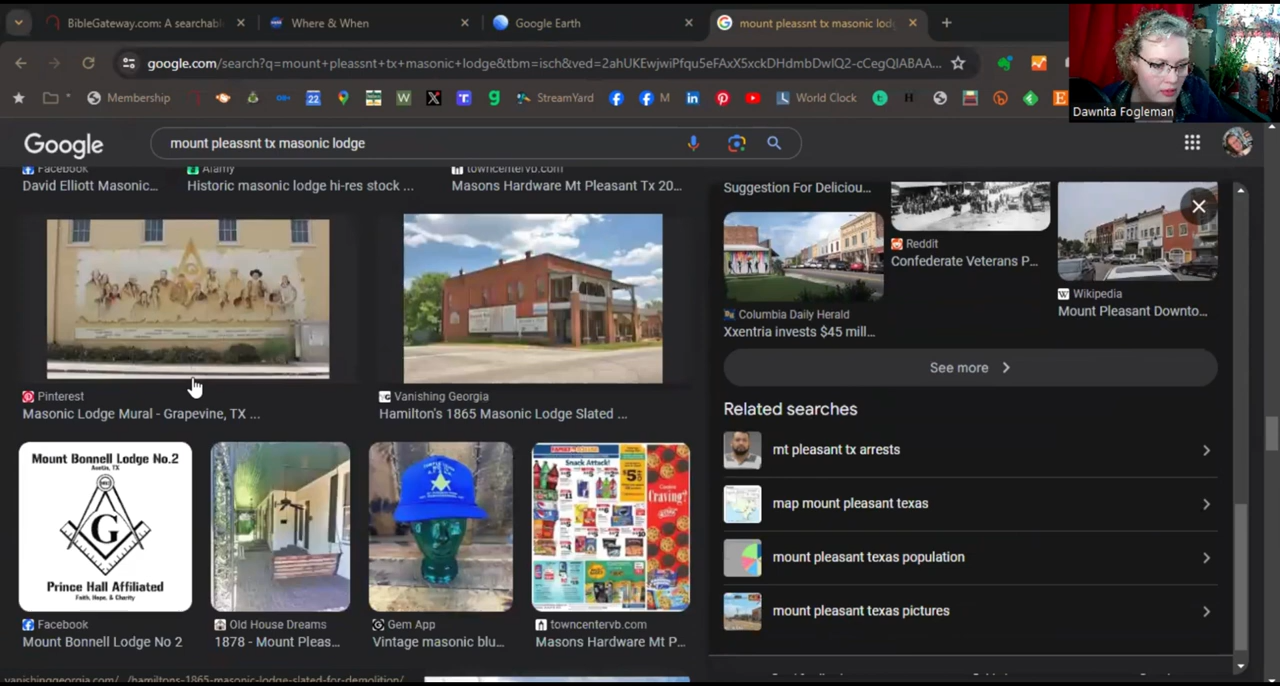 BibleGateway.com: A searchabl
Where & When
Google Earth
mount pleassnt tx masonic lod
google.com/search?q=mount+pleassnt+tx+masonic+lodge&tbm=isch&ved=2ahUKEwjwiPfqu5eFAxX5xckDHdmbDwIQ2-cCegQIABAA...
Membership
StreamYard
M
World Clock
Dawnita Fogleman
Google
mount pleassnt tx masonic lodge
Facebook
Alamy
towncentervb.com
David Elliott Masonic...
Historic masonic lodge hi-res stock ...
Masons Hardware Mt Pleasant Tx 20...
Suggestion For Deliciou...
Reddit
Confederate Veterans P...
Wikipedia
Mount Pleasant Downto...
Columbia Daily Herald
Xxentria invests $45 mill...
See more
Pinterest
Masonic Lodge Mural - Grapevine, TX ...
Vanishing Georgia
Hamilton's 1865 Masonic Lodge Slated ...
Related searches
mt pleasant tx arrests
map mount pleasant texas
mount pleasant texas population
mount pleasant texas pictures
Mount Bonnell Lodge No.2
Austin, TX
G
Prince Hall Affiliated
Faith, Hope, & Charity
Snack Attack!
Craving?
Facebook
Mount Bonnell Lodge No 2
Old House Dreams
1878 - Mount Pleas...
Gem App
Vintage masonic blu...
towncentervb.com
Masons Hardware Mt P...
vanishinggeorgia.com/.../hamiltons-1865-masonic-lodge-slated-for-demolition/